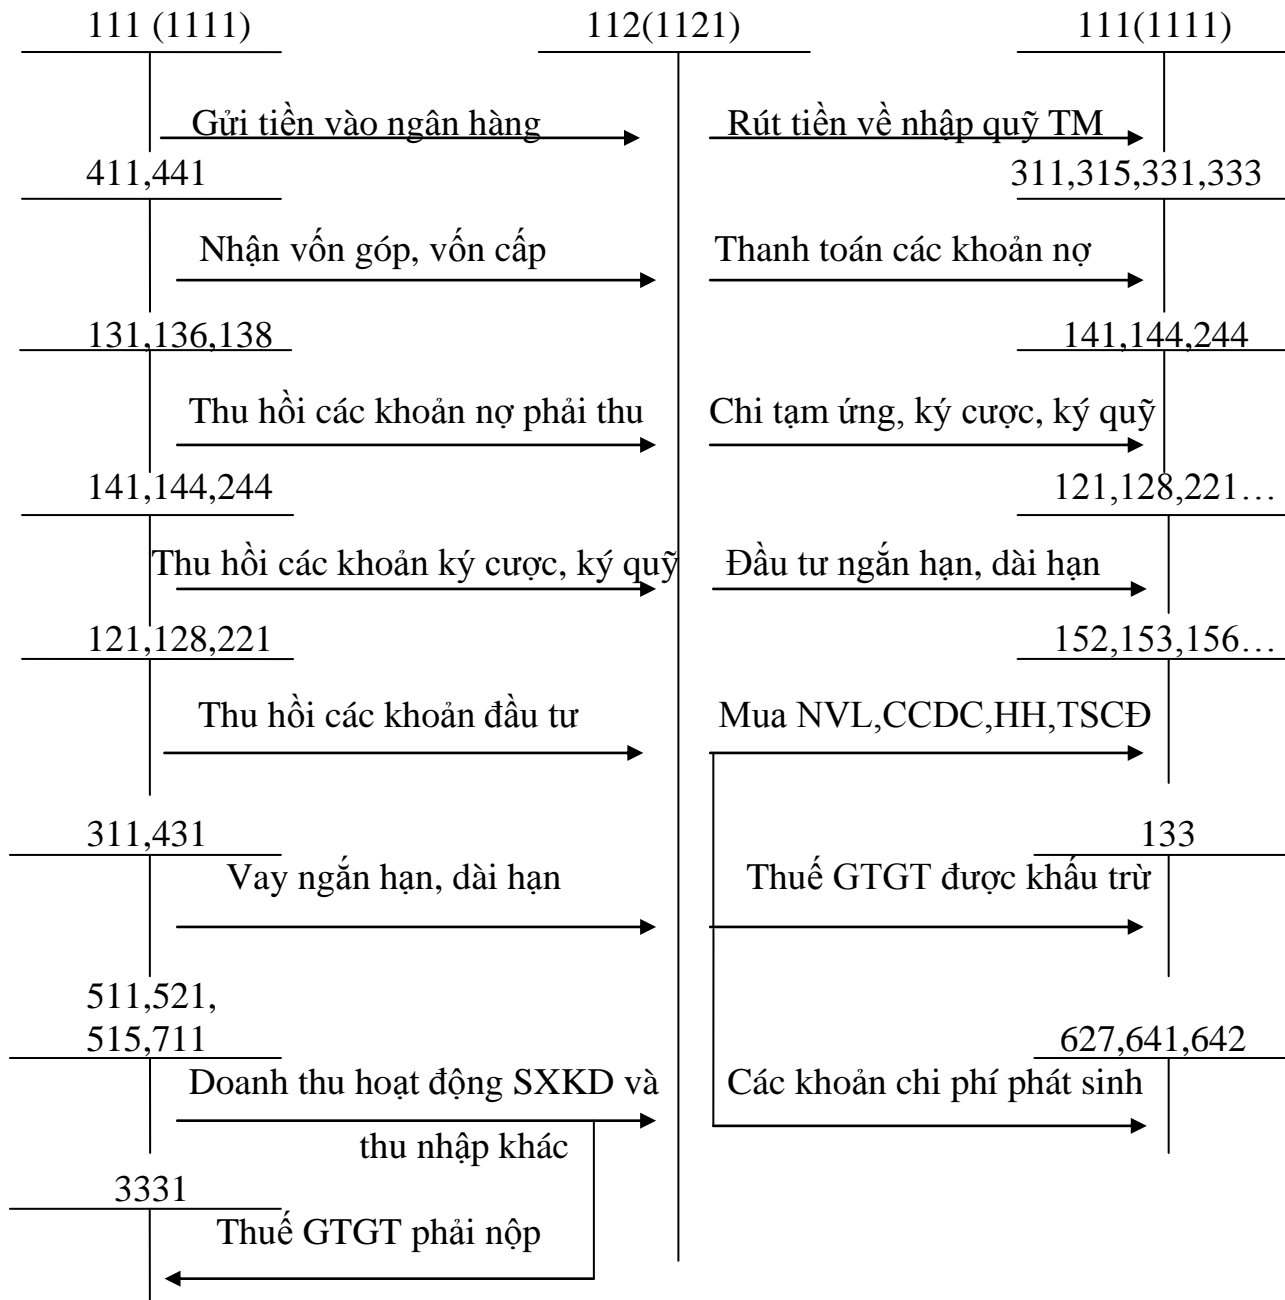 111 (1111)
112(1121)
111(1111)
Gửi tiền vào ngân hàng
Rút tiền về nhập quỹ TM
411,441
311,315,331,333
Nhận vốn góp, vốn cấp
Thanh toán các khoản nợ
131,136,138
141,144,244
Thu hồi các khoản nợ phải thu
Chi tạm ứng, ký cược, ký quỹ
141,144,244
121,128,221…
Thu hồi các khoản ký cược, ký quỹ
Đầu tư ngắn hạn, dài hạn
121,128,221
152,153,156…
Thu hồi các khoản đầu tư
Mua NVL,CCDC,HH,TSCĐ
311,431
133
Vay ngắn hạn, dài hạn
Thuế GTGT được khấu trừ
511,521,
515,711
627,641,642
Doanh thu hoạt động SXKD và
thu nhập khác
Các khoản chi phí phát sinh
3331
Thuế GTGT phải nộp